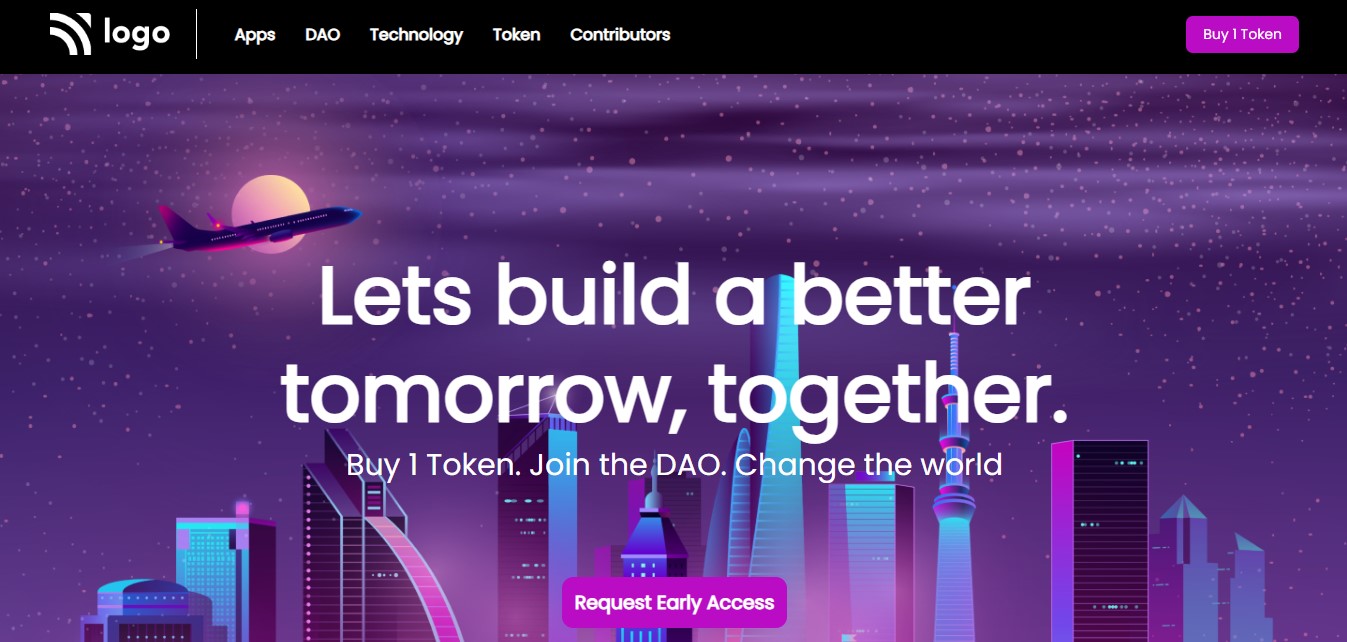 logo
Apps
DAO
Technology
Token
Contributors
Buy 1 Token
Lets build a better
tomorrow, together.
Buy 1 Token. Join the DAO. Change the world
Request Early Access